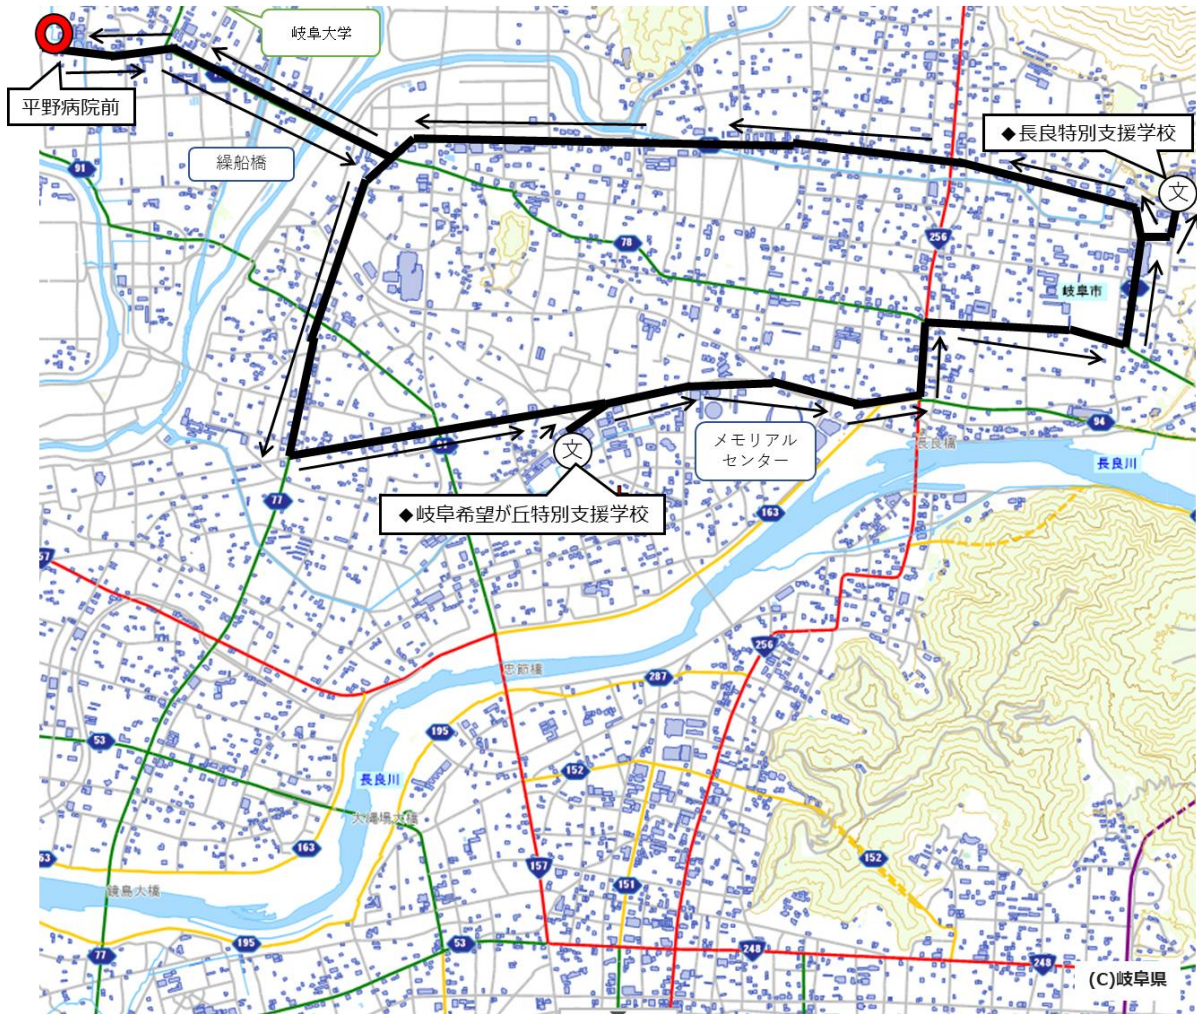 岐阜大学
平野病院前
◆長良特別支援学校
繰船橋
91
文
78
256
岐阜市
メモリアル
センター
94
長良橋
長良川
文
77
163
◆岐阜希望が丘特別支援学校
256
忠節橋
287
195
53
152
長良川
大縄場大橋
163
63
157
152
151
鏡島大橋
195
53
248
248
77
(C)岐阜県